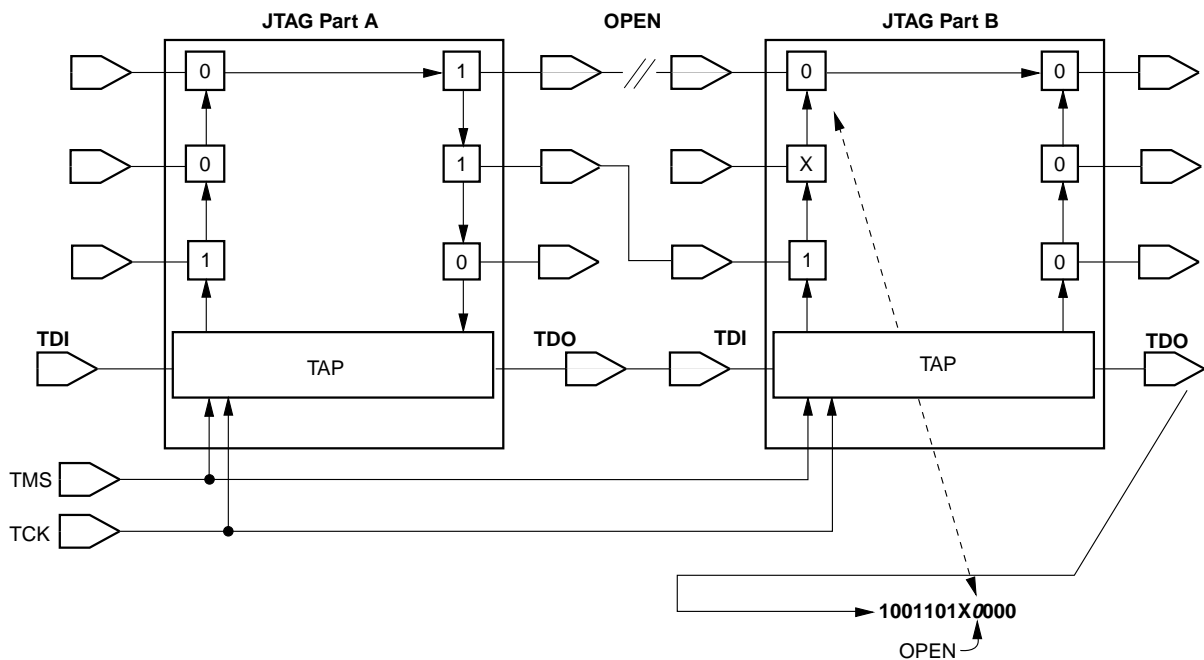 JTAG Part A
OPEN
JTAG Part B
0
1
0
0
0
1
X
0
1
0
1
0
TDI
TAP
TDO
TDI
TAP
TDO
TMS
TCK
1001101X0000
OPEN